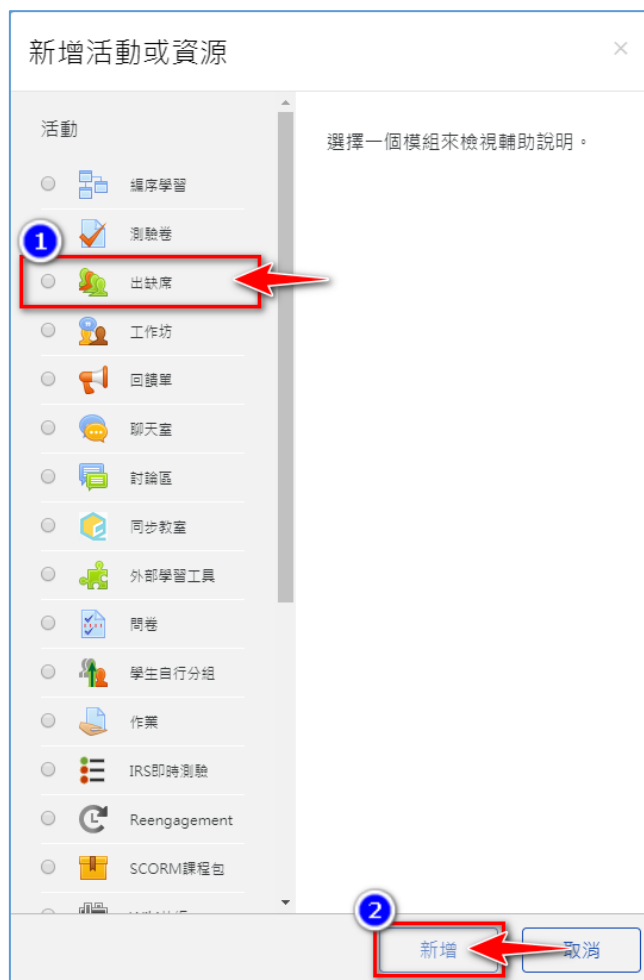 新增活動或資源
×
活動
選擇一個模組來檢視輔助說明。
編序學習
測驗卷
1
出缺席
工作坊
回饋單
聊天室
討論區
同步教室
外部學習工具
問卷
學生自行分組
作業
IRS即時測驗
Reengagement
SCORM課程包
2
新增
取消